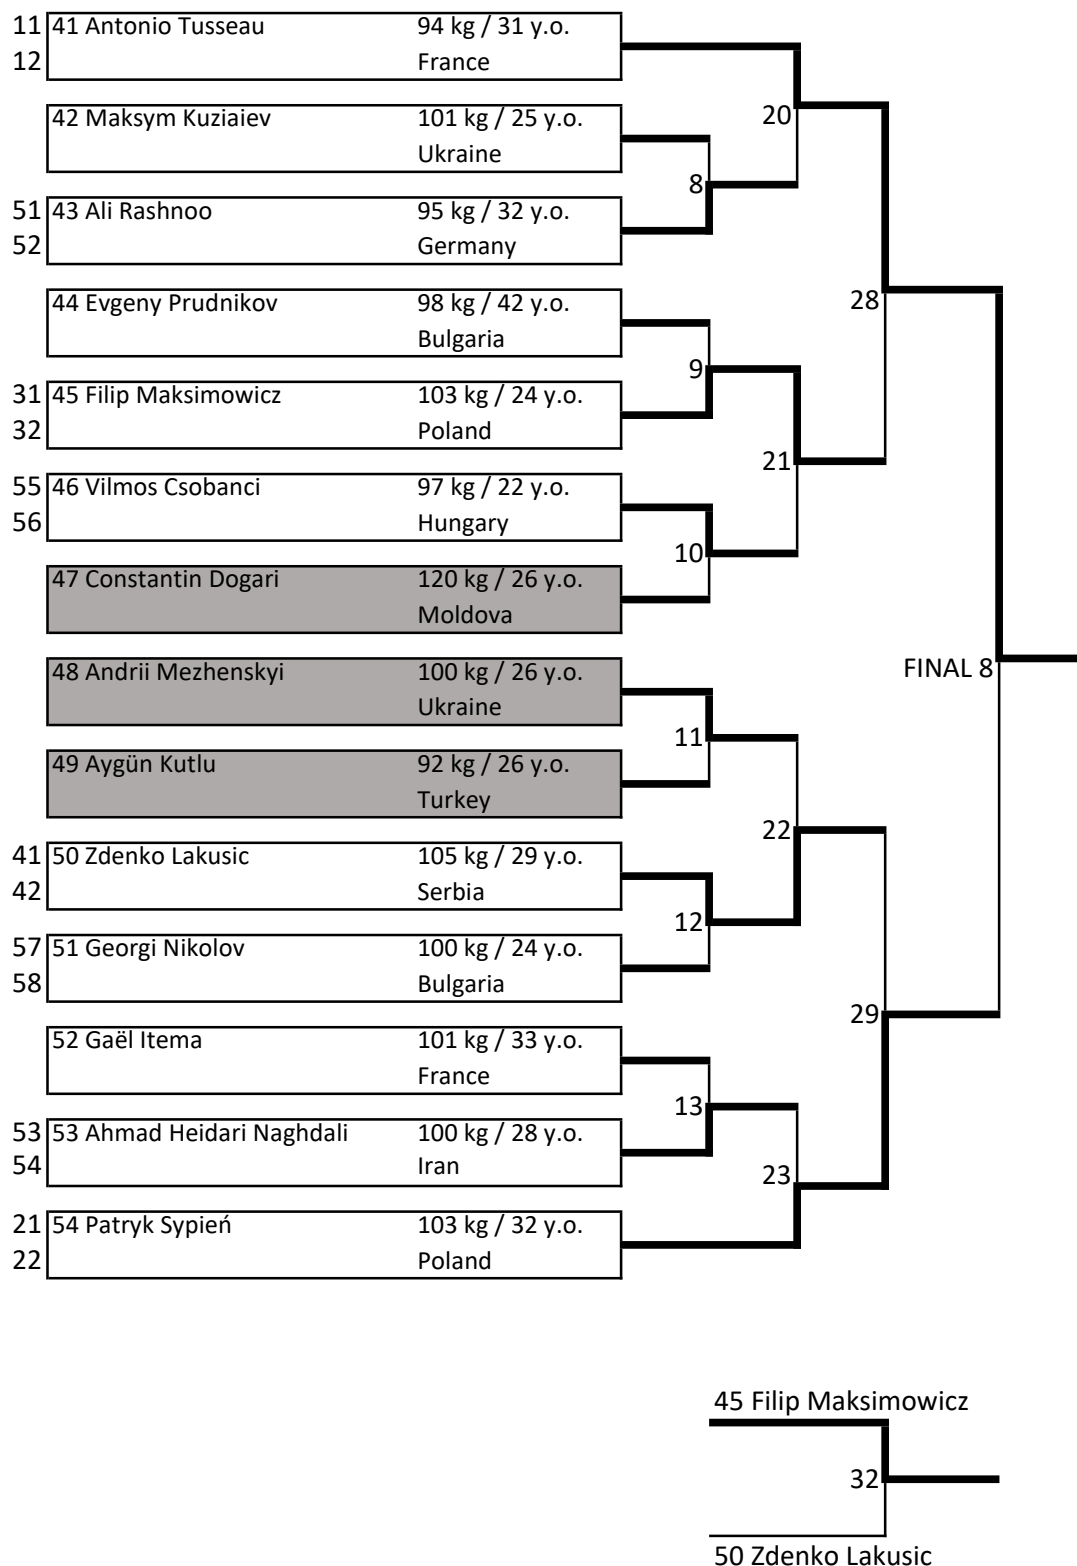 11 41 Antonio Tusseau 94 kg / 31 y.o.
12 France
42 Maksym Kuziaiev 101 kg / 25 y.o.
20
Ukraine
8
51 43 Ali Rashnoo 95 kg / 32 y.o.
52 Germany
44 Evgeny Prudnikov 98 kg / 42 y.o.
28
Bulgaria
9
31 45 Filip Maksimowicz 103 kg / 24 y.o.
32 Poland
21
55 46 Vilmos Csobanci 97 kg / 22 y.o.
56 Hungary
10
47 Constantin Dogari 120 kg / 26 y.o.
Moldova
48 Andrii Mezhenskyi 100 kg / 26 y.o.
FINAL 8
Ukraine
11
49 Aygün Kutlu 92 kg / 26 y.o.
Turkey
22
41 50 Zdenko Lakusic 105 kg / 29 y.o.
42 Serbia
12
57 51 Georgi Nikolov 100 kg / 24 y.o.
58 Bulgaria
29
52 Gaël Itema 101 kg / 33 y.o.
France
13
53 53 Ahmad Heidari Naghdali 100 kg / 28 y.o.
54 Iran
23
21 54 Patryk Sypień 103 kg / 32 y.o.
22 Poland
45 Filip Maksimowicz
32
50 Zdenko Lakusic